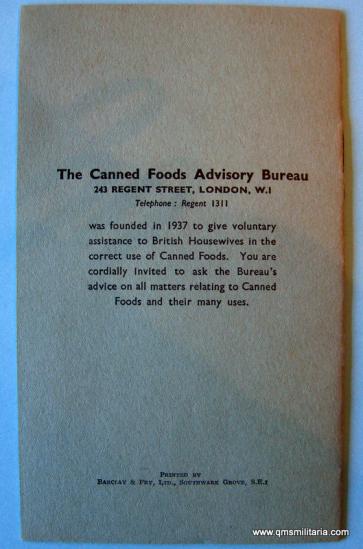 The Canned Foods Advisory Bureau
243 REGENT STREET, LONDON, W.I
Telephone : Regent 1311
was founded in 1937 to give voluntary
assistance to British Housewives in the
correct use of Canned Foods. You are
cordially invited to ask the Bureau's
advice on all matters relating to Canned
Foods and their many uses.
PRINTED BY
BARCLAY & FRY, LTD., SOUTHWARK GROVE, S.E.1
www.qmsmilitaria.com